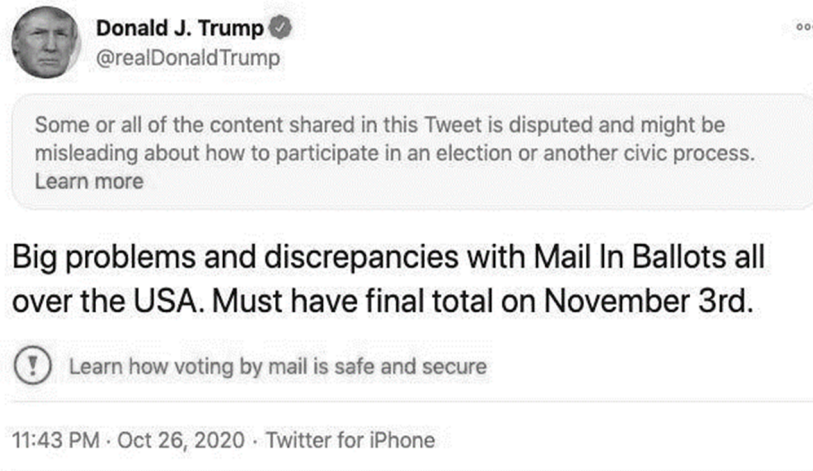 Donald J. Trump
@realDonaldTrump
Some or all of the content shared in this Tweet is disputed and might be
misleading about how to participate in an election or another civic process.
Learn more
Big problems and discrepancies with Mail In Ballots all
over the USA. Must have final total on November 3rd.
Learn how voting by mail is safe and secure
11:43 PM · Oct 26, 2020 · Twitter for iPhone